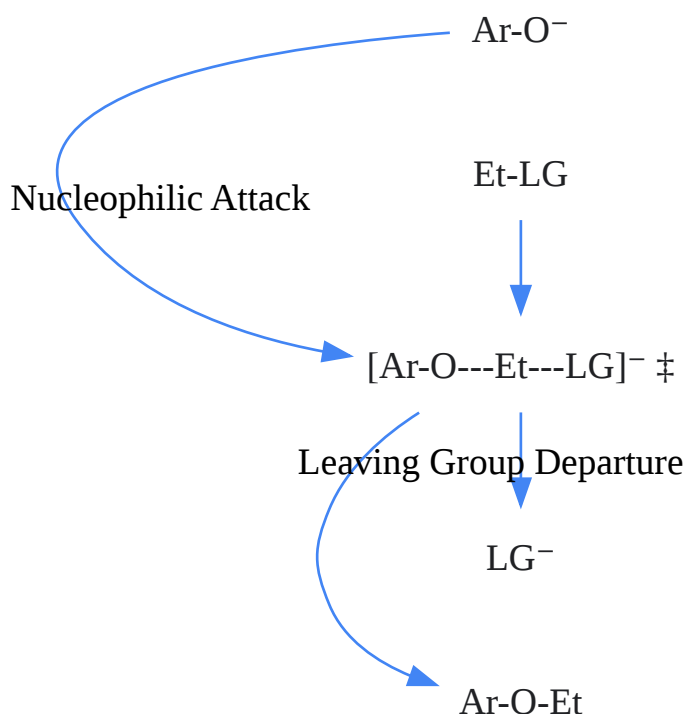 Ar-O⁻
Et-LG
Nucleophilic Attack
[Ar-O---Et---LG]⁻ ‡
Leaving Group Departure
LG⁻
Ar-O-Et